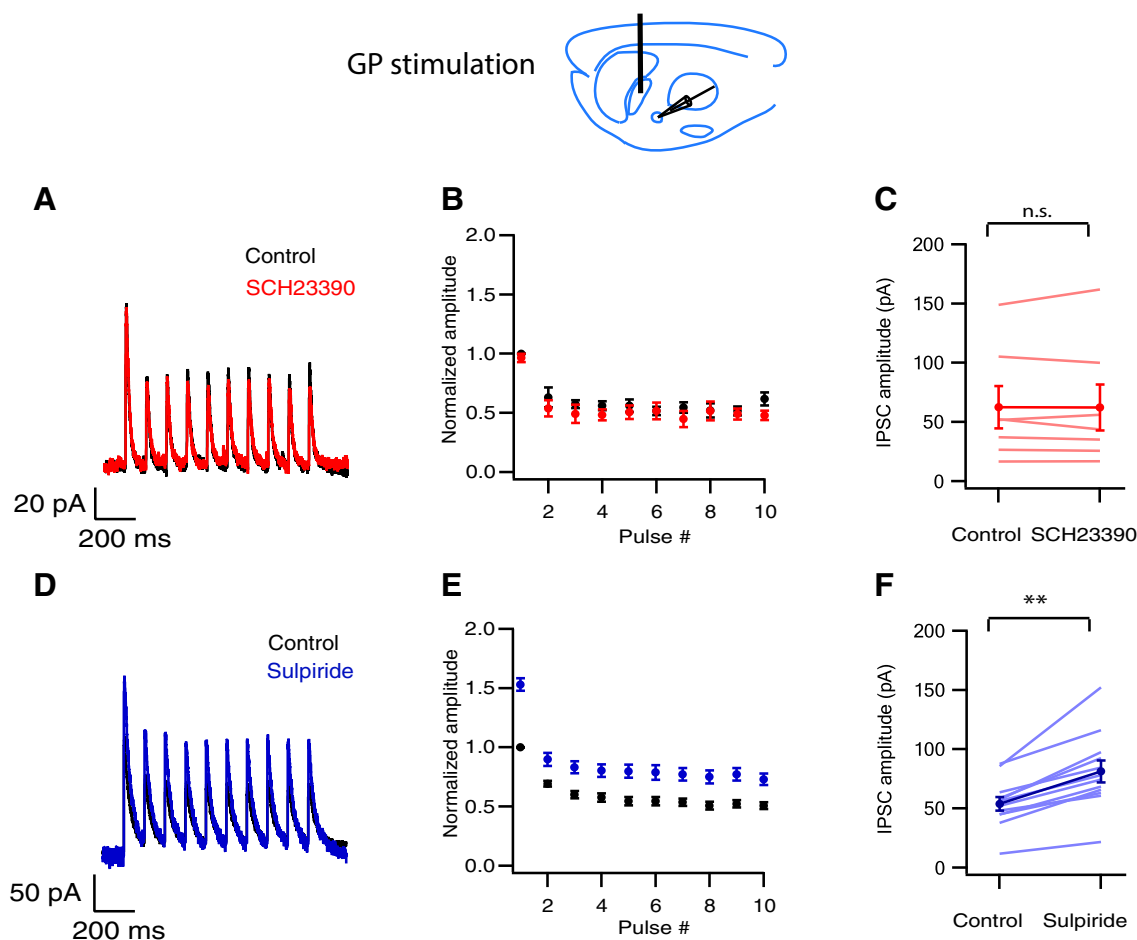 GP stimulation
A
Control
SCH23390
20 pA
200 ms
B
Normalized amplitude
2.0
1.5
1.0
0.5
0.0
2 4 6 8 10
Pulse #
C
n.s.
IPSC amplitude (pA)
200
150
100
50
0
Control SCH23390
D
Control
Sulpiride
50 pA
200 ms
E
Normalized amplitude
2.0
1.5
1.0
0.5
0.0
2 4 6 8 10
Pulse #
F
**
IPSC amplitude (pA)
200
150
100
50
0
Control Sulpiride